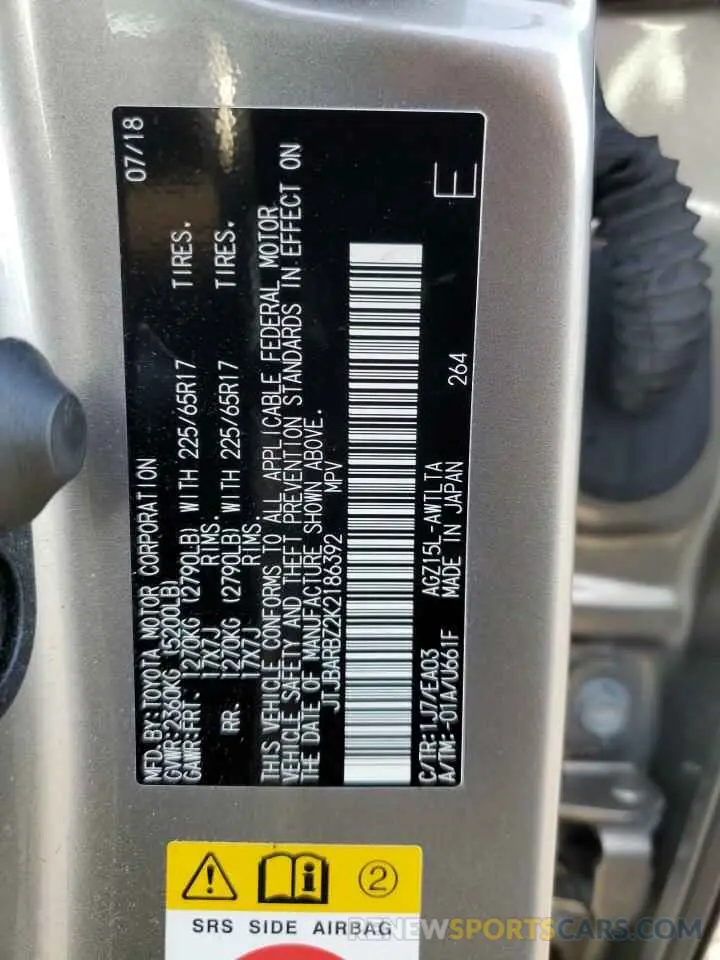 MFD.BY:TOYOTA MOTOR CORPORATION 07/18
GVWR:2360KG (5200LB)
GAWR:FRT. 1270KG (2790LB) WITH 225/65R17 TIRES.
17X7J RIMS.
RR. 1270KG (2790LB) WITH 225/65R17 TIRES.
17X7J RIMS.
THIS VEHICLE CONFORMS TO ALL APPLICABLE FEDERAL MOTOR
VEHICLE SAFETY AND THEFT PREVENTION STANDARDS IN EFFECT ON
THE DATE OF MANUFACTURE SHOWN ABOVE.
JTJBARBZ2K2186392 MPV
C/TR:1J7/EA03 AGZ15L-AWTLTA 264
A/TM:-01A/U661F MADE IN JAPAN
E
2
SRS SIDE AIRBAG
RENEWSPORTSCARS.COM